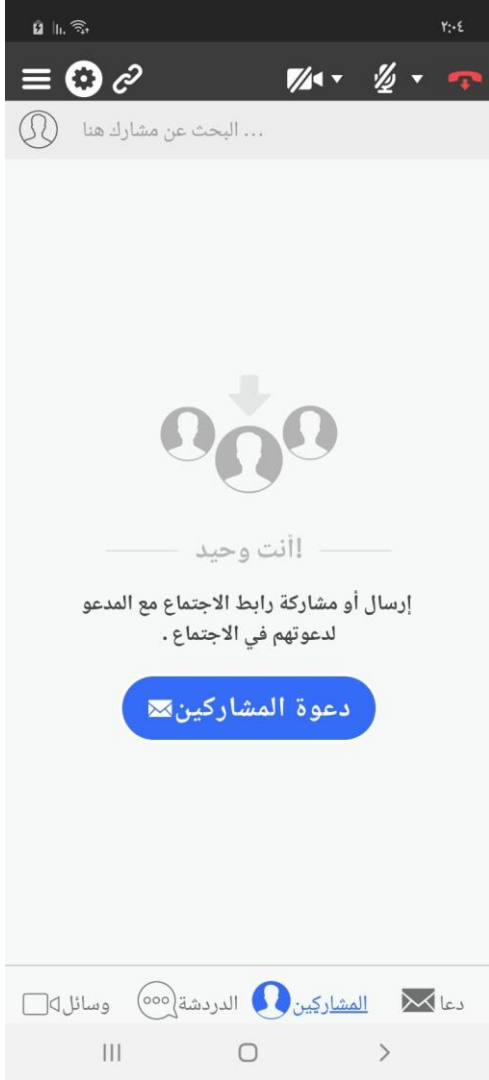 ٢:٠٤
البحث عن مشارك هنا ...
أنت وحيد!
إرسال أو مشاركة رابط الاجتماع مع المدعو
لدعوتهم في الاجتماع .
دعوة المشاركين
دعا
المشاركين
الدردشة
وسائل